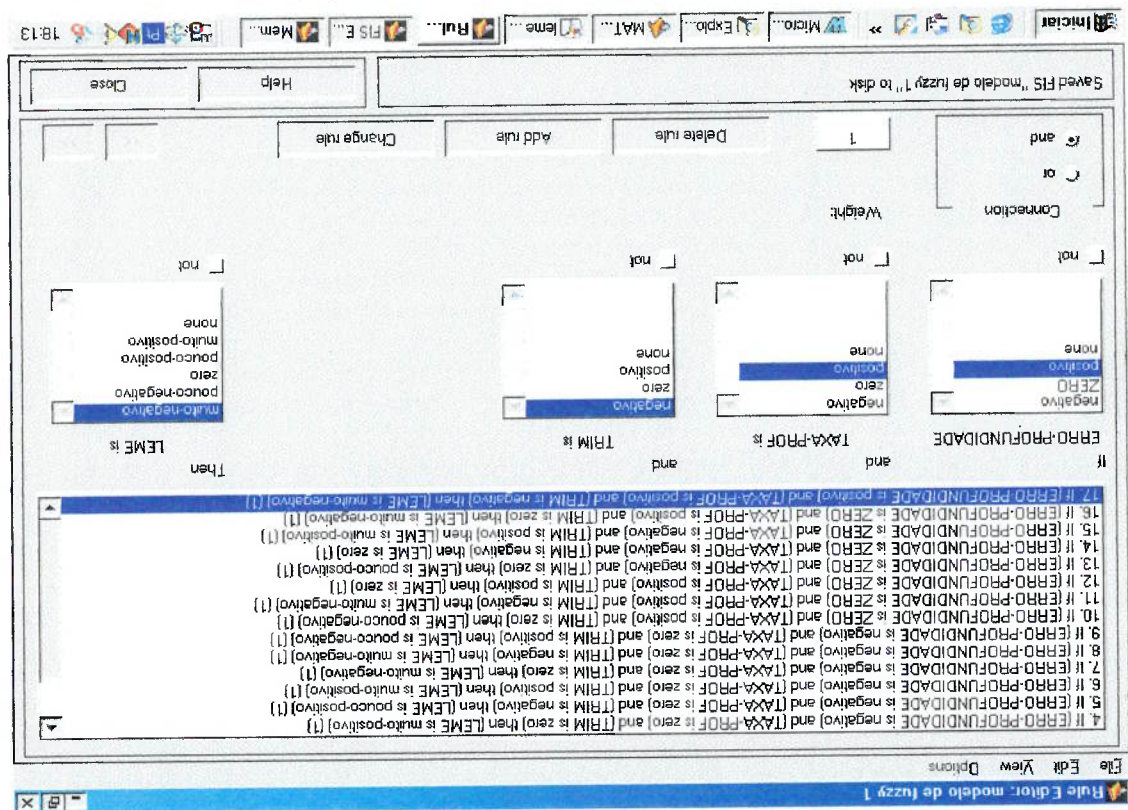 Rule Editor: modelo de fuzzy 1
File Edit View Options
4. If (ERRO-PROFUNDIDADE is negativo) and (TAXA-PROF is zero) and (TRIM is zero) then (LEME is muito-positivo) (1)
5. If (ERRO-PROFUNDIDADE is negativo) and (TAXA-PROF is zero) and (TRIM is negativo) then (LEME is pouco-positivo) (1)
6. If (ERRO-PROFUNDIDADE is negativo) and (TAXA-PROF is zero) and (TRIM is positivo) then (LEME is muito-positivo) (1)
7. If (ERRO-PROFUNDIDADE is negativo) and (TAXA-PROF is zero) and (TRIM is zero) then (LEME is muito-negativo) (1)
8. If (ERRO-PROFUNDIDADE is negativo) and (TAXA-PROF is zero) and (TRIM is negativo) then (LEME is muito-negativo) (1)
9. If (ERRO-PROFUNDIDADE is negativo) and (TAXA-PROF is zero) and (TRIM is positivo) then (LEME is pouco-negativo) (1)
10. If (ERRO-PROFUNDIDADE is ZERO) and (TAXA-PROF is positivo) and (TRIM is zero) then (LEME is pouco-negativo) (1)
11. If (ERRO-PROFUNDIDADE is ZERO) and (TAXA-PROF is positivo) and (TRIM is negativo) then (LEME is muito-negativo) (1)
12. If (ERRO-PROFUNDIDADE is ZERO) and (TAXA-PROF is positivo) and (TRIM is positivo) then (LEME is zero) (1)
13. If (ERRO-PROFUNDIDADE is ZERO) and (TAXA-PROF is negativo) and (TRIM is zero) then (LEME is pouco-positivo) (1)
14. If (ERRO-PROFUNDIDADE is ZERO) and (TAXA-PROF is negativo) and (TRIM is negativo) then (LEME is zero) (1)
15. If (ERRO-PROFUNDIDADE is ZERO) and (TAXA-PROF is negativo) and (TRIM is positivo) then (LEME is muito-positivo) (1)
16. If (ERRO-PROFUNDIDADE is ZERO) and (TAXA-PROF is positivo) and (TRIM is zero) then (LEME is muito-negativo) (1)
17. If (ERRO-PROFUNDIDADE is positivo) and (TAXA-PROF is positivo) and (TRIM is negativo) then (LEME is muito-negativo) (1)
If and and Then
ERRO-PROFUNDIDADE TAXA-PROF is TRIM is LEME is
negativo
ZERO
positivo
none
negativo
zero
positivo
none
negativo
zero
positivo
none
muito-negativo
pouco-negativo
zero
pouco-positivo
muito-positivo
none
not not not not
Connection
or
and
Weight:
1
Delete rule Add rule Change rule << >>
Saved FIS "modelo de fuzzy 1" to disk
Help Close
Iniciar » Micro... Explo... MAT... leme ... Rul... FIS E... Mem... Pt 18:13